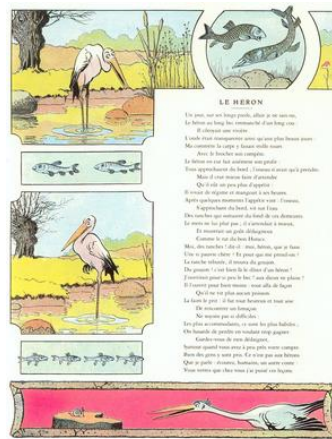 LE HERON
Un jour, sur ses longs pieds, allait je ne sais où,
Le héron au long bec emmanché d'un long cou :
Il côtoyait une rivière.
L'onde était transparente ainsi qu'aux plus beaux jours ;
Ma commère la carpe y faisait mille tours
Avec le brochet son compère.
Le héron en eut fait aisément son profit :
Tous approchaient du bord ; l'oiseau n'avait qu'à prendre.
Mais il crut mieux faire d'attendre
Qu'il eût un peu plus d'appétit :
Il vivait de régime et mangeait à ses heures.
Après quelques moments l'appétit vint : l'oiseau,
S'approchant du bord, vit sur l'eau
Des tanches qui sortaient du fond de ces demeures.
Le mets ne lui plut pas ; il s'attendait à mieux,
Et montrait un goût dédaigneux
Comme le rat du bon Horace.
Moi, des tanches ! dit-il : moi, héron, que je fasse
Une si pauvre chère ! Et pour qui me prend-on ?
La tanche rebutée, il trouva du goujon.
Du goujon ! c'est bien là le dîner d'un héron !
J'ouvrirais pour si peu le bec ! aux dieux ne plaise !
Il l'ouvrit pour bien moins : tout alla de façon
Qu'il ne vit plus aucun poisson.
La faim le prit : il fut tout heureux et tout aise
De rencontrer un limaçon.
Ne soyons pas si difficiles :
Les plus accommodants, ce sont les plus habiles ;
On hasarde de perdre en voulant trop gagner.
Gardez-vous de rien dédaigner,
Surtout quand vous avez à peu près votre compte.
Bien des gens y sont pris. Ce n'est pas aux hérons
Que je parle : écoutez, humains, un autre conte :
Vous verrez que chez vous j'ai puisé ces leçons.